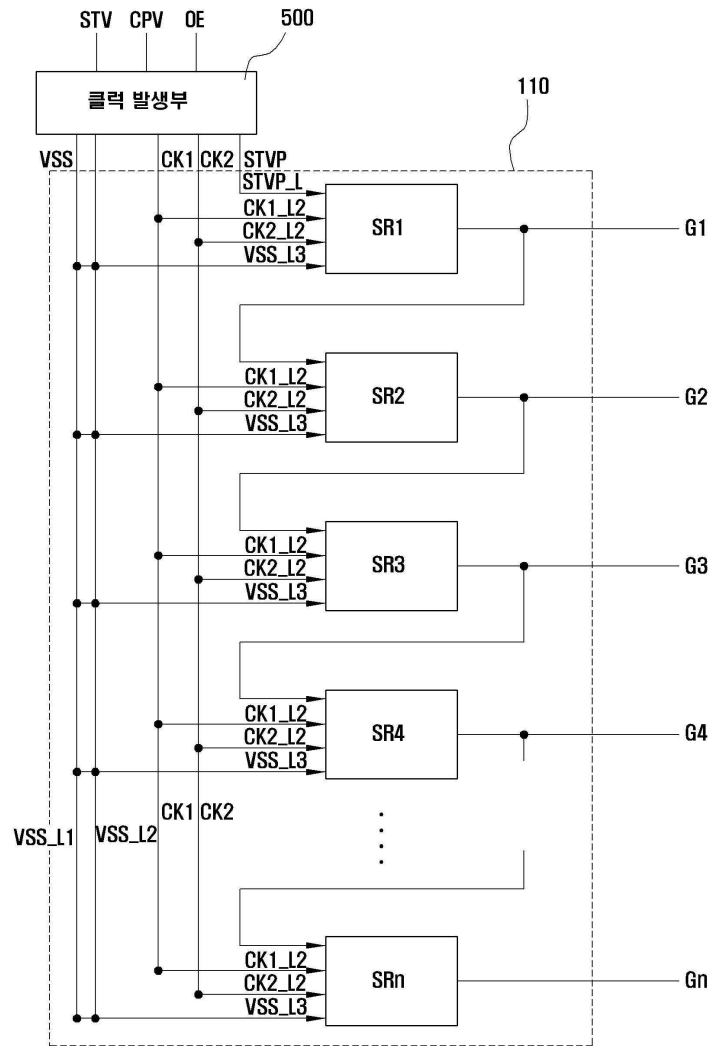 STV CPV OE
500
클럭 발생부
110
VSS CK1 CK2 STVP
STVP_L
CK1_L2
CK2_L2
VSS_L3
SR1
G1
CK1_L2
CK2_L2
VSS_L3
SR2
G2
CK1_L2
CK2_L2
VSS_L3
SR3
G3
CK1_L2
CK2_L2
VSS_L3
SR4
G4
VSS_L1 VSS_L2 CK1 CK2
CK1_L2
CK2_L2
VSS_L3
SRn
Gn